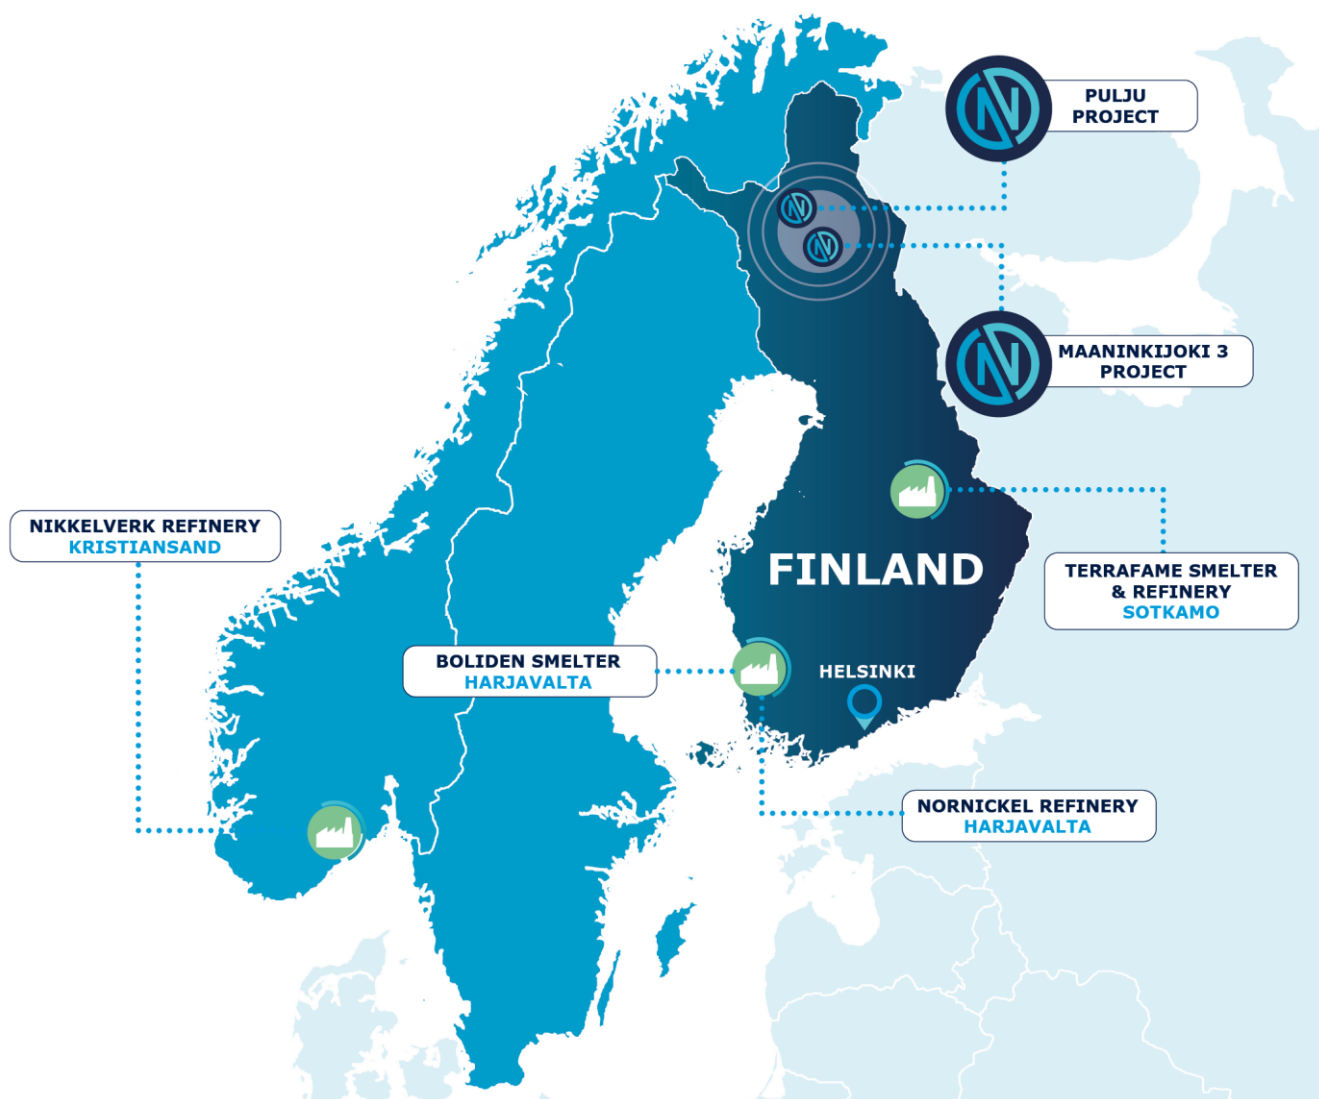 PULJU
PROJECT
MAANINKIJOKI 3
PROJECT
NIKKELVERK REFINERY
KRISTIANSAND
FINLAND
TERRAFAME SMELTER
& REFINERY
SOTKAMO
BOLIDEN SMELTER
HARJAVALTA
HELSINKI
NORNICKEL REFINERY
HARJAVALTA